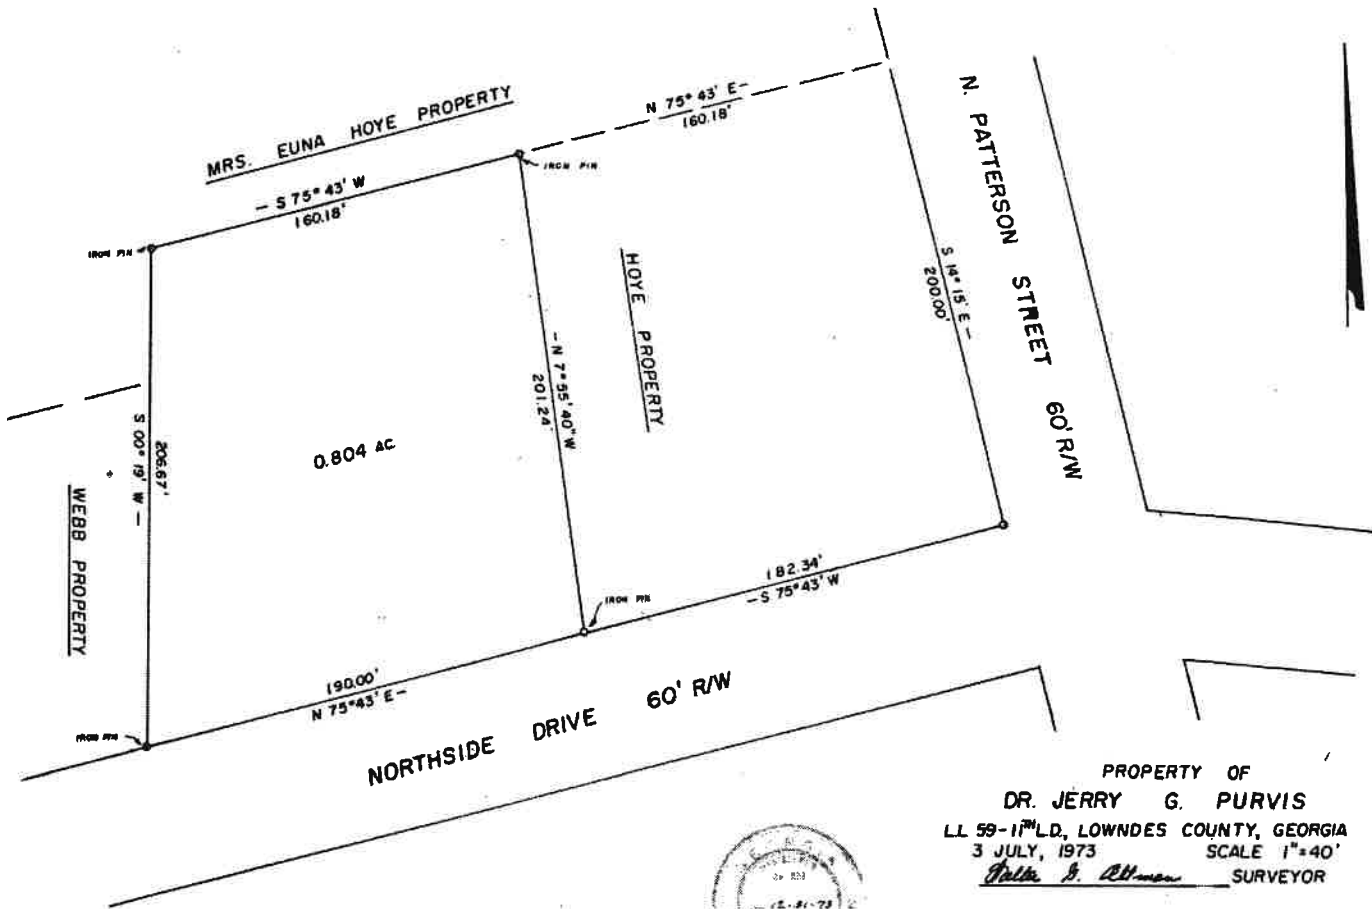 MRS. EUNA HOYE PROPERTY
N 75° 43' E-
160.18'
IRON PIN
- S 75° 43' W
160.18'
IRON PIN
N. PATTERSON STREET 60' R/W
S 14° 15' E -
200.00'
HOYE PROPERTY
- N 7° 55' 40" W
201.24'
0.804 AC.
206.67'
S 00° 19' W -
WEBB PROPERTY
182.34'
- S 75° 43' W
IRON PIN
190.00'
N 75° 43' E -
IRON PIN
NORTHSIDE DRIVE 60' R/W
PROPERTY OF
DR. JERRY G. PURVIS
LL 59-11TH L.D., LOWNDES COUNTY, GEORGIA
3 JULY, 1973 SCALE 1"=40'
SURVEYOR